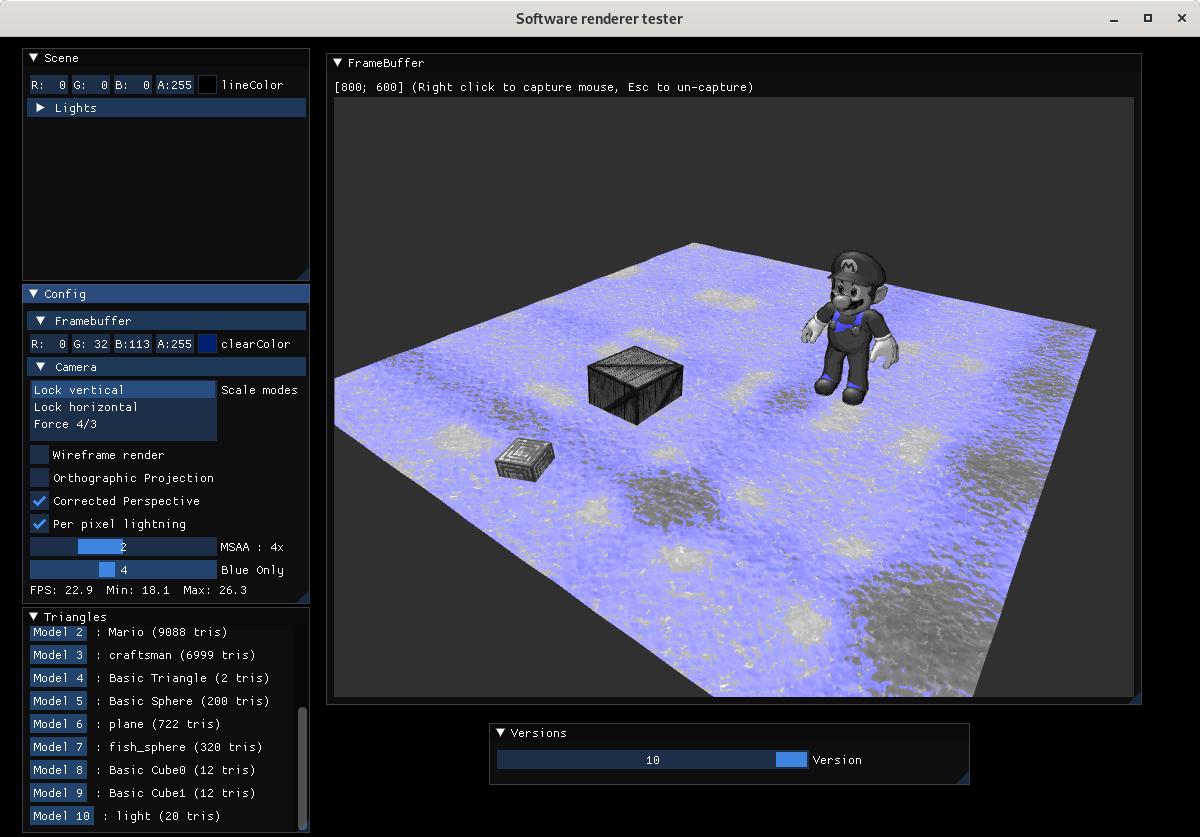 Software renderer tester
Scene
R: 0 G: 0 B: 0 A:255 lineColor
Lights
Config
Framebuffer
R: 0 G: 32 B:113 A:255 clearColor
Camera
Lock vertical Scale modes
Lock horizontal
Force 4/3
Wireframe render
Orthographic Projection
Corrected Perspective
Per pixel lightning
2 MSAA : 4x
4 Blue Only
FPS: 22.9 Min: 18.1 Max: 26.3
Triangles
Model 2 : Mario (9088 tris)
Model 3 : craftsman (6999 tris)
Model 4 : Basic Triangle (2 tris)
Model 5 : Basic Sphere (200 tris)
Model 6 : plane (722 tris)
Model 7 : fish_sphere (320 tris)
Model 8 : Basic Cube0 (12 tris)
Model 9 : Basic Cube1 (12 tris)
Model 10 : light (20 tris)
FrameBuffer
[800; 600] (Right click to capture mouse, Esc to un-capture)
M
Versions
10 Version